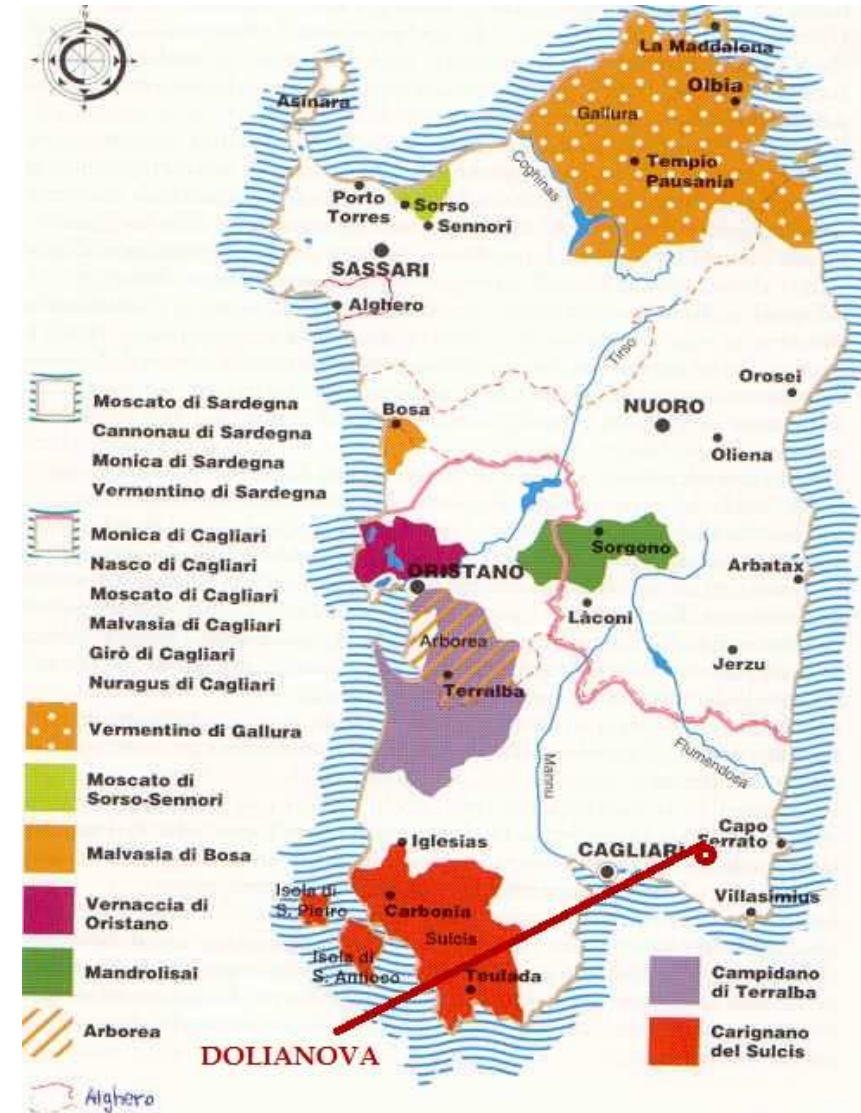 La Maddalena
Olbia
Gallura
Asinara
Tempio
Pausania
Coghinas
Porto
Torres
Sorso
Sennori
SASSARI
Alghero
Tirso
Orosei
NUORO
Oliena
Bosa
Moscato di Sardegna
Cannonau di Sardegna
Monica di Sardegna
Vermentino di Sardegna
Monica di Cagliari
Nasco di Cagliari
Moscato di Cagliari
Malvasia di Cagliari
Girò di Cagliari
Nuragus di Cagliari
Sorgono
ORISTANO
Arbatax
Làconi
Arborea
Jerzu
Terralba
Vermentino di Gallura
Flumendosa
Mannu
Moscato di
Sorso-Sennori
Capo
Ferrato
Iglesias
CAGLIARI
Malvasia di Bosa
Isola di
S. Pietro
Carbonia
Villasimius
Vernaccia di
Oristano
Sulcis
Isola di
S. Antioco
Teulada
Mandrolisai
Campidano
di Terralba
Arborea
Carignano
del Sulcis
DOLIANOVA
Alghero